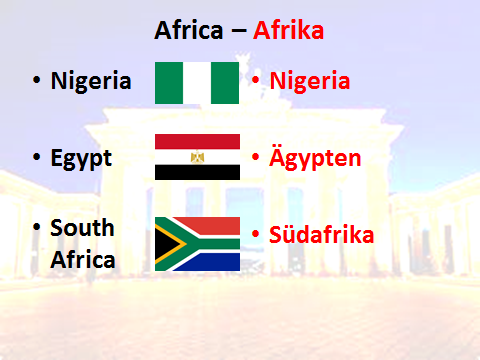 Africa – Afrika
• Nigeria
• Nigeria
• Egypt
• Ägypten
• South
Africa
• Südafrika